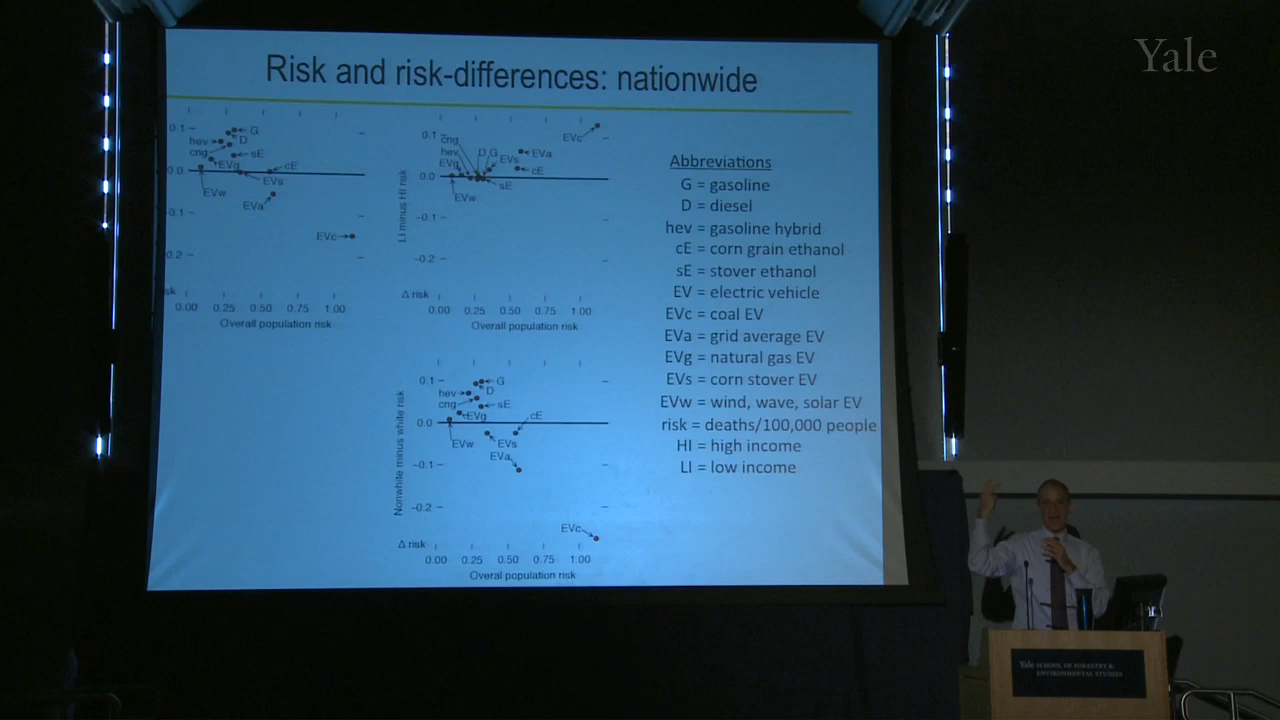 Yale
Risk and risk-differences: nationwide
0.1
G
D
hev
cng
sE
EVg
cE
0.0
EVs
EVw
EVa
-0.1
EVc
0.2
sk
0.00 0.25 0.50 0.75 1.00
Overall population risk
LI minus HI risk
EVc
0.1
cng
hev
D G
EVa
EVg
EVs
cE
0.0
sE
EVw
-0.1
-0.2
Δ risk
0.00 0.25 0.50 0.75 1.00
Overall population risk
Nonwhite minus white risk
0.1
G
D
hev
cng
sE
EVg
cE
0.0
EVw
EVs
EVa
-0.1
-0.2
EVc
Δ risk
0.00 0.25 0.50 0.75 1.00
Overal population risk
Abbreviations
G = gasoline
D = diesel
hev = gasoline hybrid
cE = corn grain ethanol
sE = stover ethanol
EV = electric vehicle
EVc = coal EV
EVa = grid average EV
EVg = natural gas EV
EVs = corn stover EV
EVw = wind, wave, solar EV
risk = deaths/100,000 people
HI = high income
LI = low income
Yale SCHOOL OF FORESTRY &
ENVIRONMENTAL STUDIES